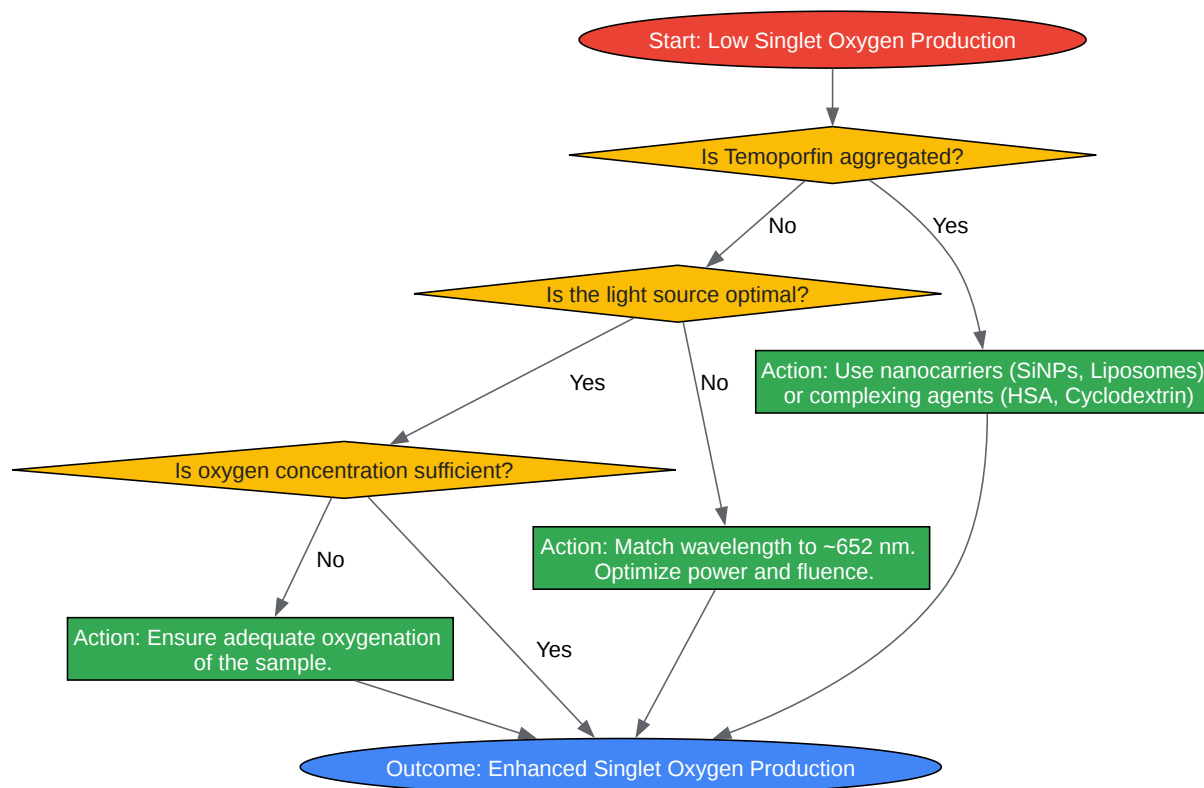 Start: Low Singlet Oxygen Production
Is Temoporfin aggregated?
No
Yes
Is the light source optimal?
Yes
No
Action: Use nanocarriers (SiNPs, Liposomes)
or complexing agents (HSA, Cyclodextrin)
Is oxygen concentration sufficient?
No
Yes
Action: Match wavelength to ~652 nm.
Optimize power and fluence.
Action: Ensure adequate oxygenation
of the sample.
Outcome: Enhanced Singlet Oxygen Production